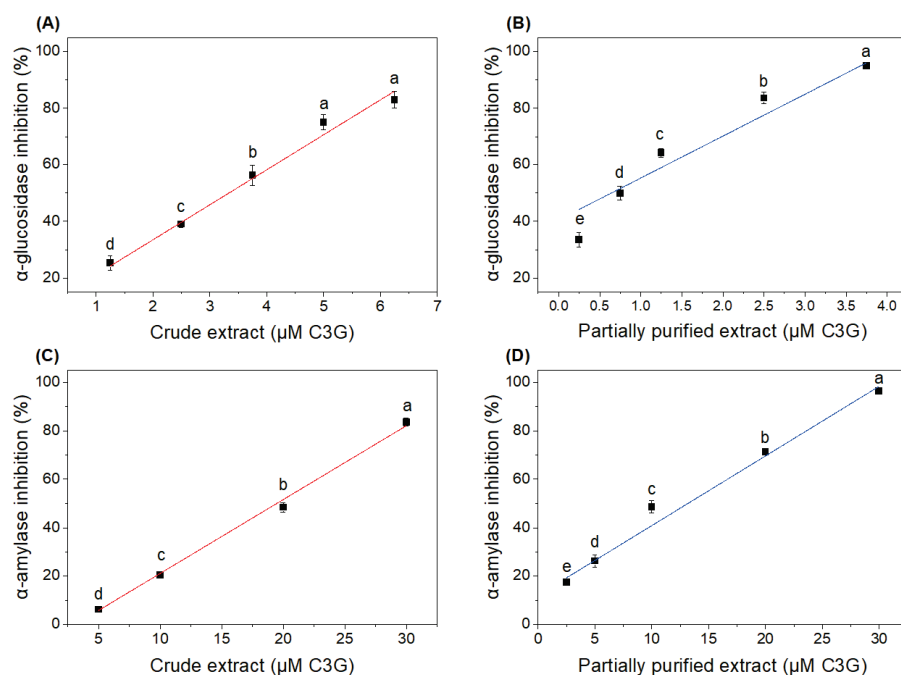 (A)
α-glucosidase inhibition (%)
100
80
60
40
20
d
c
b
a
a
1 2 3 4 5 6 7
Crude extract (µM C3G)
(B)
α-glucosidase inhibition (%)
100
80
60
40
20
e
d
c
b
a
0.0 0.5 1.0 1.5 2.0 2.5 3.0 3.5 4.0
Partially purified extract (µM C3G)
(C)
α-amylase inhibition (%)
100
80
60
40
20
0
d
c
b
a
5 10 15 20 25 30
Crude extract (µM C3G)
(D)
α-amylase inhibition (%)
100
80
60
40
20
0
e
d
c
b
a
0 5 10 15 20 25 30
Partially purified extract (µM C3G)